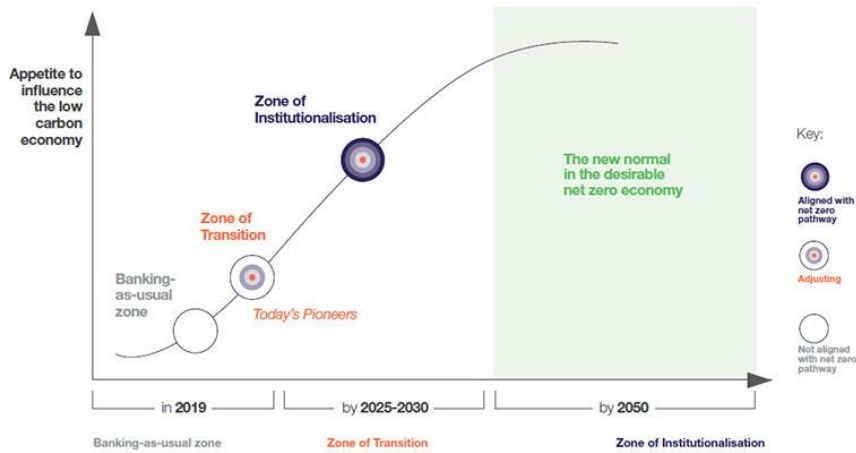 Appetite to
influence
the low
carbon
economy
Zone of
Institutionalisation
Zone of
Transition
Banking-
as-usual
zone
Today's Pioneers
The new normal
in the desirable
net zero economy
Key:
Aligned with
net zero
pathway
Adjusting
Not aligned
with net zero
pathway
in 2019
by 2025-2030
by 2050
Banking-as-usual zone
Zone of Transition
Zone of Institutionalisation